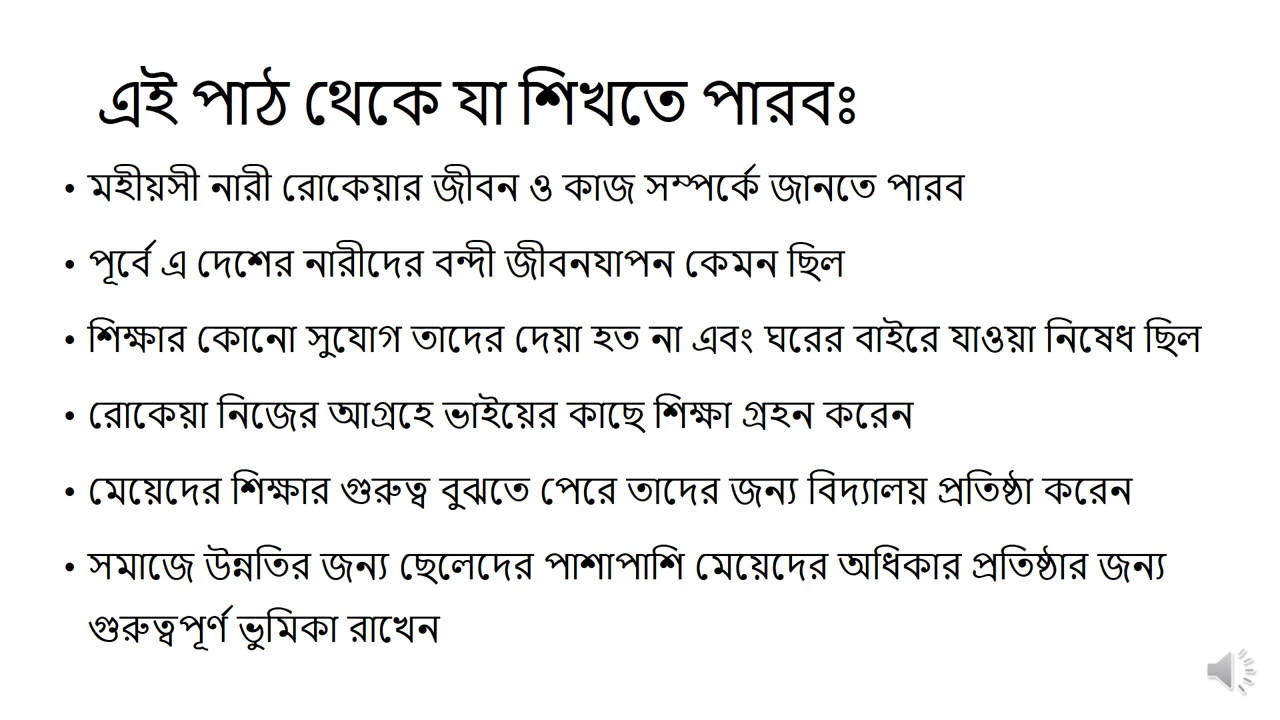 এই পাঠ থেকে যা শিখতে পারবঃ
• মহীয়সী নারী রোকেয়ার জীবন ও কাজ সম্পর্কে জানতে পারব
• পূর্বে এ দেশের নারীদের বন্দী জীবনযাপন কেমন ছিল
• শিক্ষার কোনো সুযোগ তাদের দেয়া হত না এবং ঘরের বাইরে যাওয়া নিষেধ ছিল
• রোকেয়া নিজের আগ্রহে ভাইয়ের কাছে শিক্ষা গ্রহন করেন
• মেয়েদের শিক্ষার গুরুত্ব বুঝতে পেরে তাদের জন্য বিদ্যালয় প্রতিষ্ঠা করেন
• সমাজে উন্নতির জন্য ছেলেদের পাশাপাশি মেয়েদের অধিকার প্রতিষ্ঠার জন্য
গুরুত্বপূর্ণ ভুমিকা রাখেন